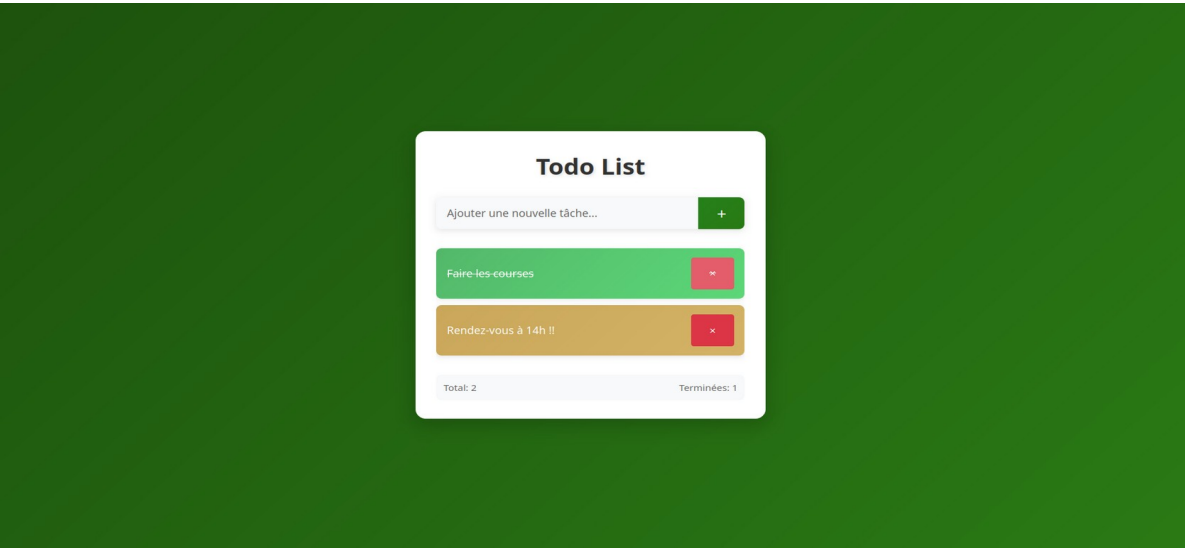 Todo List
Ajouter une nouvelle tâche...
+
Faire les courses ×
Rendez-vous à 14h !! ×
Total: 2 Terminées: 1